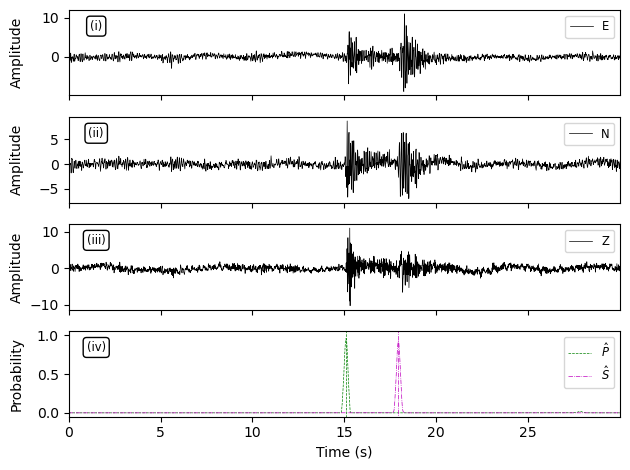 10
0
Amplitude
(i)
E
5
0
−5
Amplitude
(ii)
N
10
0
−10
Amplitude
(iii)
Z
1.0
0.5
0.0
Probability
(iv)
P̂
Ŝ
0 5 10 15 20 25
Time (s)